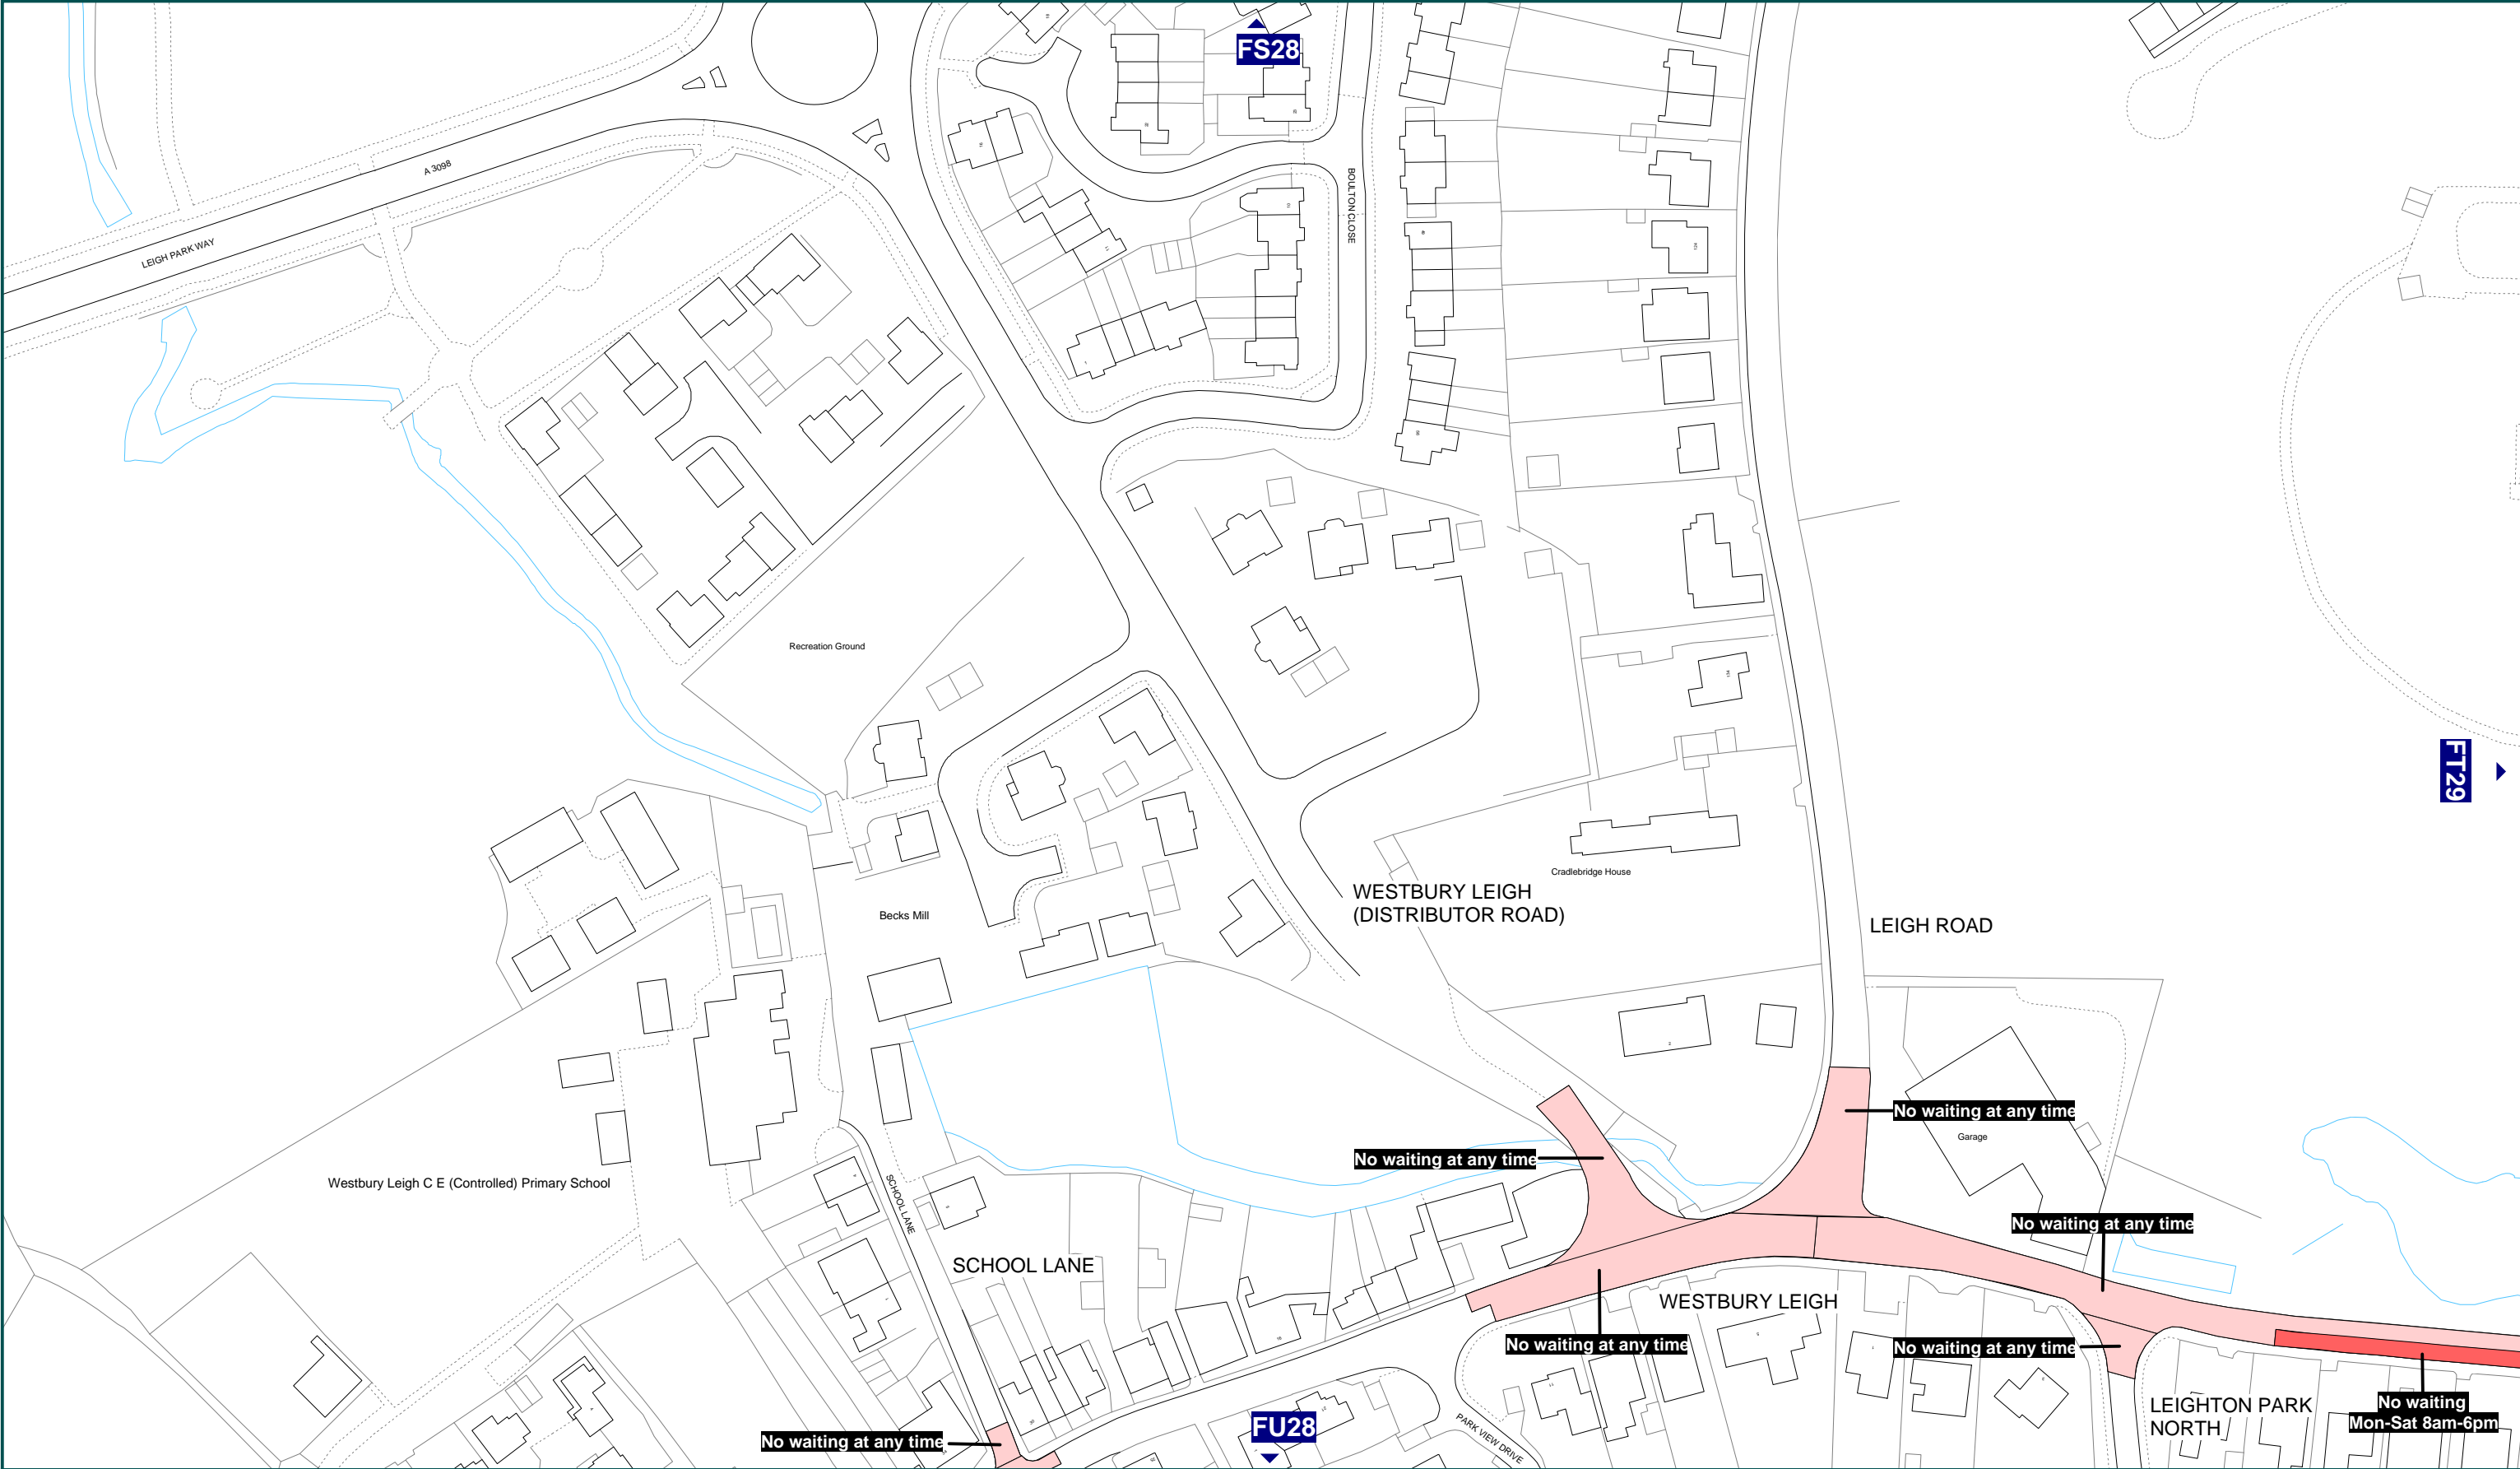 FS28
A 3098
LEIGH PARK WAY
BOULTON CLOSE
Recreation Ground
FT29
Cradlebridge House
WESTBURY LEIGH
(DISTRIBUTOR ROAD)
Becks Mill
LEIGH ROAD
No waiting at any time
Garage
No waiting at any time
Westbury Leigh C E (Controlled) Primary School
SCHOOL LANE
No waiting at any time
SCHOOL LANE
WESTBURY LEIGH
No waiting at any time
No waiting at any time
LEIGHTON PARK
NORTH
No waiting
Mon-Sat 8am-6pm
FU28
PARK VIEW DRIVE
No waiting at any time